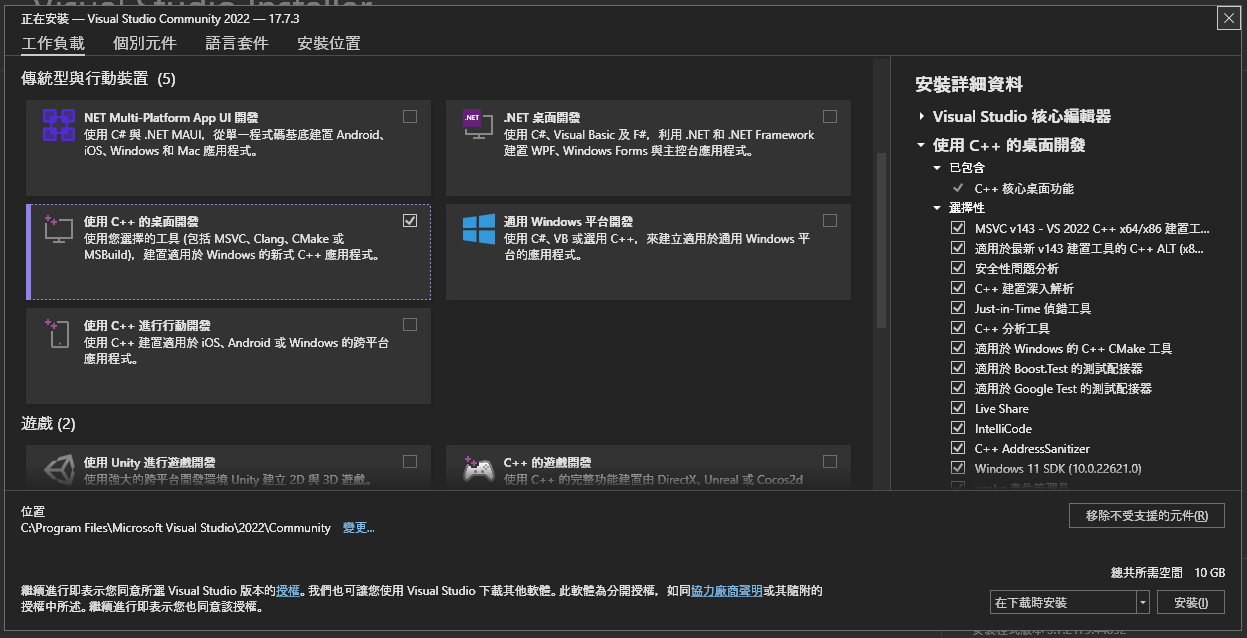 正在安裝 — Visual Studio Community 2022 — 17.7.3
工作負載 個別元件 語言套件 安裝位置
傳統型與行動裝置 (5)
.NET Multi-Platform App UI 開發
使用 C# 與 .NET MAUI，從單一程式碼基底建置 Android、
iOS、Windows 和 Mac 應用程式。
.NET
.NET 桌面開發
使用 C#、Visual Basic 及 F#，利用 .NET 和 .NET Framework
建置 WPF、Windows Forms 與主控台應用程式。
使用 C++ 的桌面開發
使用您選擇的工具 (包括 MSVC、Clang、CMake 或
MSBuild)，建置適用於 Windows 的新式 C++ 應用程式。
通用 Windows 平台開發
使用 C#、VB 或選用 C++，來建立適用於通用 Windows 平
台的應用程式。
使用 C++ 進行行動開發
使用 C++ 建置適用於 iOS、Android 或 Windows 的跨平台
應用程式。
遊戲 (2)
使用 Unity 進行遊戲開發
使用強大的跨平台開發環境 Unity 建立 2D 與 3D 遊戲。
C++ 的遊戲開發
使用 C++ 的完整功能建置由 DirectX、Unreal 或 Cocos2d
安裝詳細資料
Visual Studio 核心編輯器
使用 C++ 的桌面開發
已包含
C++ 核心桌面功能
選擇性
MSVC v143 - VS 2022 C++ x64/x86 建置工...
適用於最新 v143 建置工具的 C++ ALT (x8...
安全性問題分析
C++ 建置深入解析
Just-in-Time 偵錯工具
C++ 分析工具
適用於 Windows 的 C++ CMake 工具
適用於 Boost.Test 的測試配接器
適用於 Google Test 的測試配接器
Live Share
IntelliCode
C++ AddressSanitizer
Windows 11 SDK (10.0.22621.0)
位置
C:\Program Files\Microsoft Visual Studio\2022\Community 變更...
移除不受支援的元件(R)
總共所需空間 10 GB
繼續進行即表示您同意所選 Visual Studio 版本的授權。我們也可讓您使用 Visual Studio 下載其他軟體。此軟體為分開授權，如同協力廠商聲明或其隨附的
授權中所述。繼續進行即表示您也同意該授權。
在下載時安裝
安裝(I)